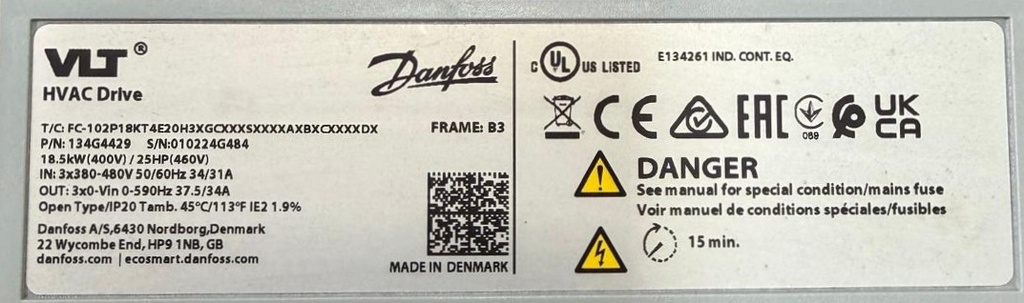 VLT®
HVAC Drive
Danfoss
T/C: FC-102P18KT4E20H3XGCXXXSXXXXAXBXCXXXXDX
FRAME: B3
P/N: 134G4429 S/N:010224G484
18.5kW(400V) / 25HP(460V)
IN: 3x380-480V 50/60Hz 34/31A
OUT: 3x0-Vin 0-590Hz 37.5/34A
Open Type/IP20 Tamb. 45°C/113°F IE2 1.9%
Danfoss A/S,6430 Nordborg,Denmark
22 Wycombe End, HP9 1NB, GB
danfoss.com | ecosmart.danfoss.com
MADE IN DENMARK
C UL US LISTED
E134261 IND. CONT. EQ.
CE EAC 089 UK CA
DANGER
See manual for special condition/mains fuse
Voir manuel de conditions spéciales/fusibles
15 min.